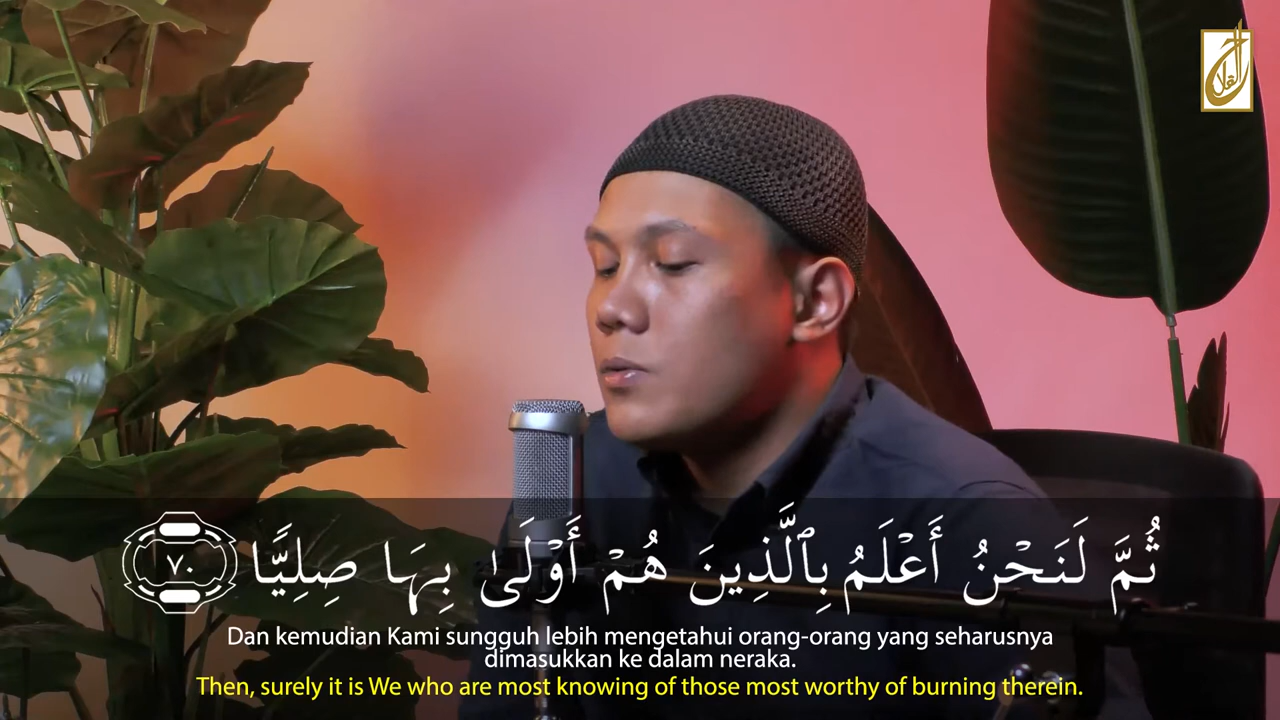 الفلاح
ثُمَّ لَنَحْنُ أَعْلَمُ بِٱلَّذِينَ هُمْ أَوْلَىٰ بِهَا صِلِيًّا ٧٠
Dan kemudian Kami sungguh lebih mengetahui orang-orang yang seharusnya
dimasukkan ke dalam neraka.
Then, surely it is We who are most knowing of those most worthy of burning therein.